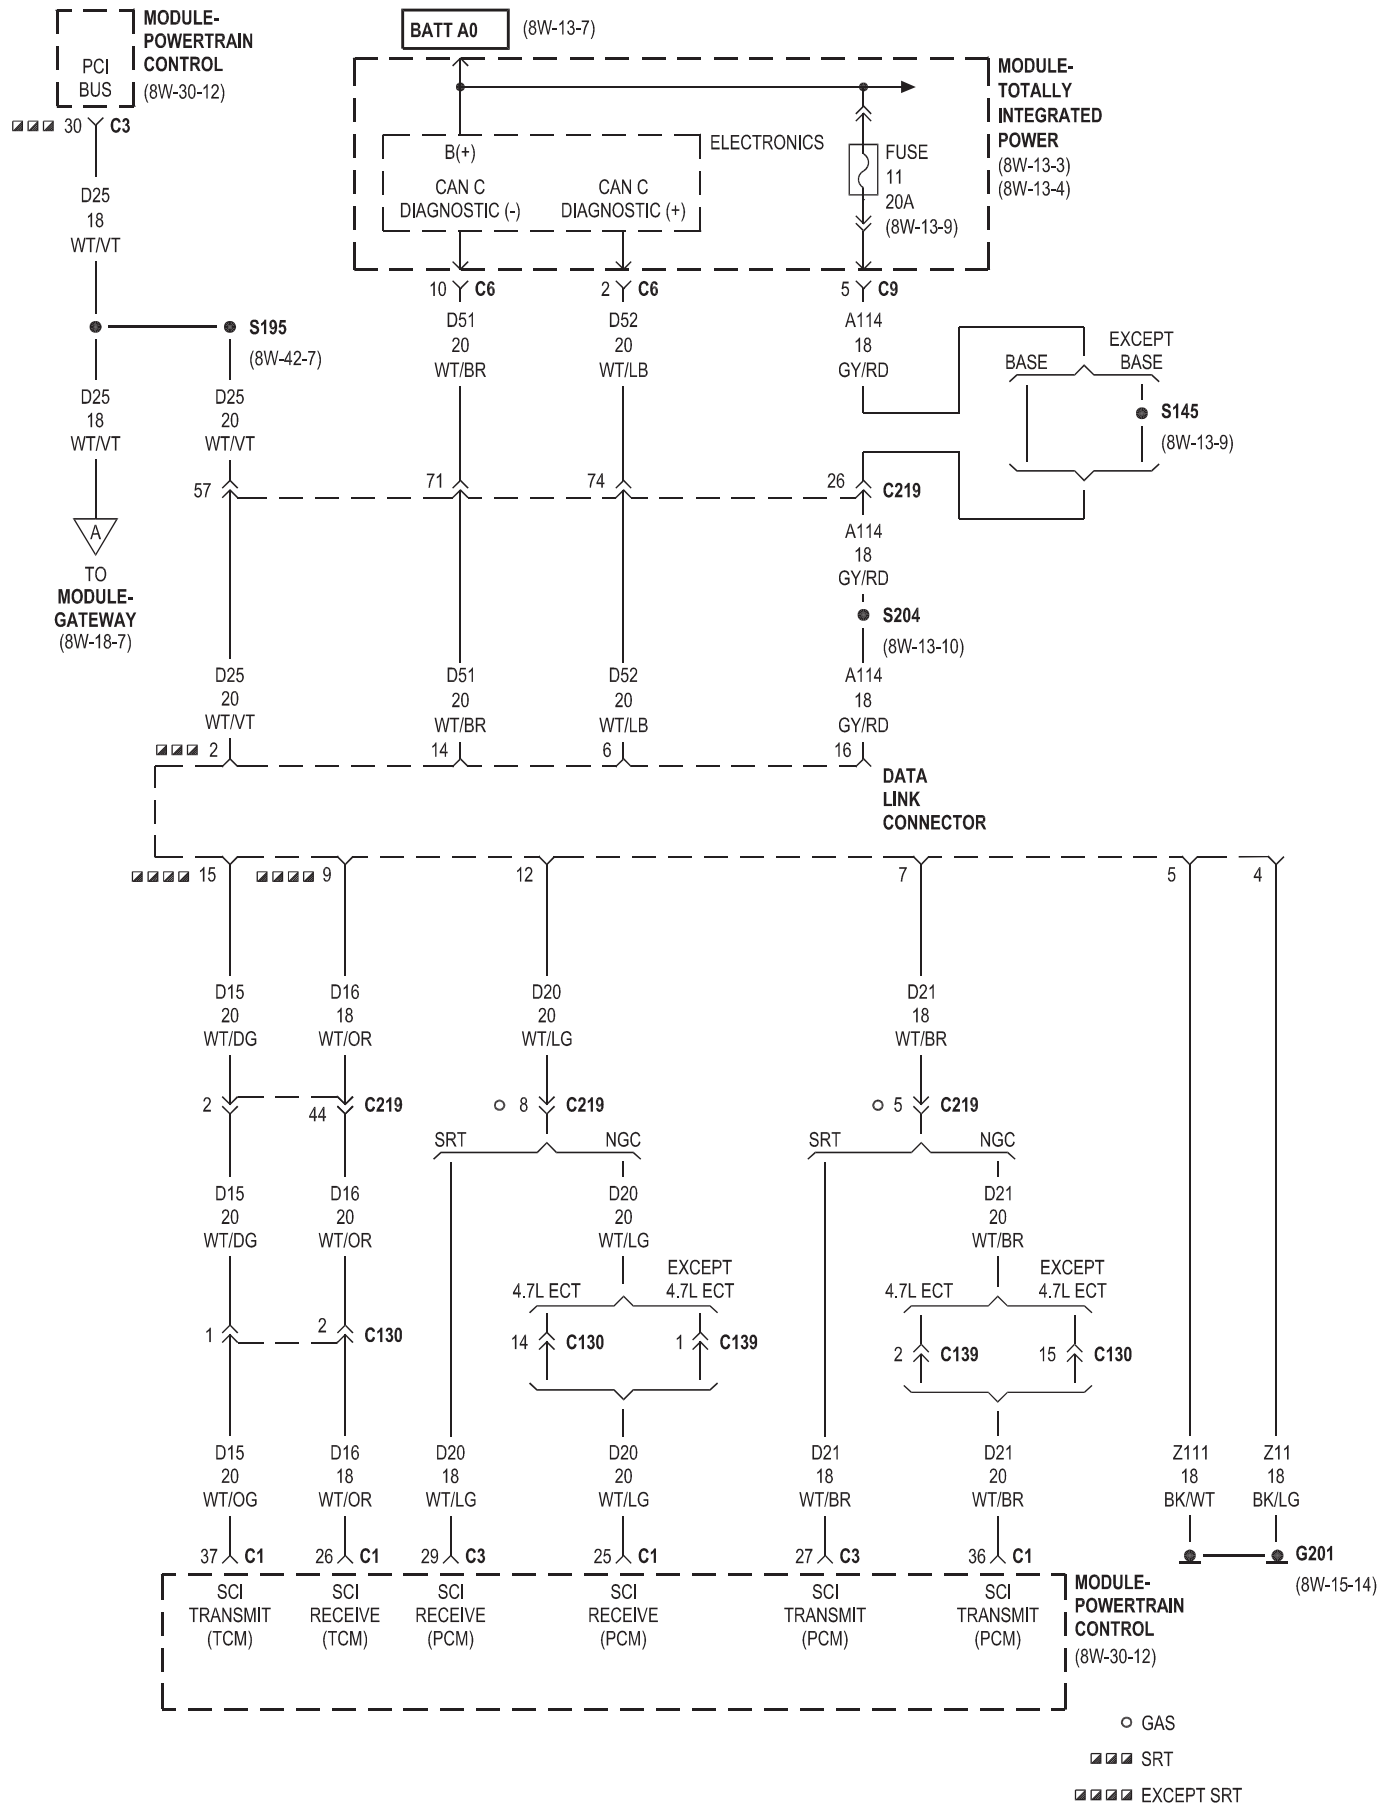 MODULE-
POWERTRAIN
CONTROL
(8W-30-12)
PCI
BUS
30 C3
D25
18
WT/VT
S195
(8W-42-7)
D25
18
WT/VT
D25
20
WT/VT
A
TO
MODULE-
GATEWAY
(8W-18-7)
BATT A0 (8W-13-7)
MODULE-
TOTALLY
INTEGRATED
POWER
(8W-13-3)
(8W-13-4)
ELECTRONICS
B(+)
CAN C
DIAGNOSTIC (-)
CAN C
DIAGNOSTIC (+)
FUSE
11
20A
(8W-13-9)
10 C6
2 C6
5 C9
D51
20
WT/BR
D52
20
WT/LB
A114
18
GY/RD
BASE
EXCEPT
BASE
S145
(8W-13-9)
57
71
74
26
C219
A114
18
GY/RD
S204
(8W-13-10)
D25
20
WT/VT
D51
20
WT/BR
D52
20
WT/LB
A114
18
GY/RD
2
14
6
16
DATA
LINK
CONNECTOR
15
9
12
7
5
4
D15
20
WT/DG
D16
18
WT/OR
D20
20
WT/LG
D21
18
WT/BR
2
44
C219
8 C219
5 C219
SRT
NGC
SRT
NGC
D15
20
WT/DG
D16
20
WT/OR
D20
20
WT/LG
D21
20
WT/BR
4.7L ECT
EXCEPT
4.7L ECT
4.7L ECT
EXCEPT
4.7L ECT
1
2
C130
14 C130
1 C139
2 C139
15 C130
D15
20
WT/OG
D16
18
WT/OR
D20
18
WT/LG
D20
20
WT/LG
D21
18
WT/BR
D21
20
WT/BR
Z111
18
BK/WT
Z11
18
BK/LG
37 C1
26 C1
29 C3
25 C1
27 C3
36 C1
G201
(8W-15-14)
SCI
TRANSMIT
(TCM)
SCI
RECEIVE
(TCM)
SCI
RECEIVE
(PCM)
SCI
RECEIVE
(PCM)
SCI
TRANSMIT
(PCM)
SCI
TRANSMIT
(PCM)
MODULE-
POWERTRAIN
CONTROL
(8W-30-12)
GAS
SRT
EXCEPT SRT